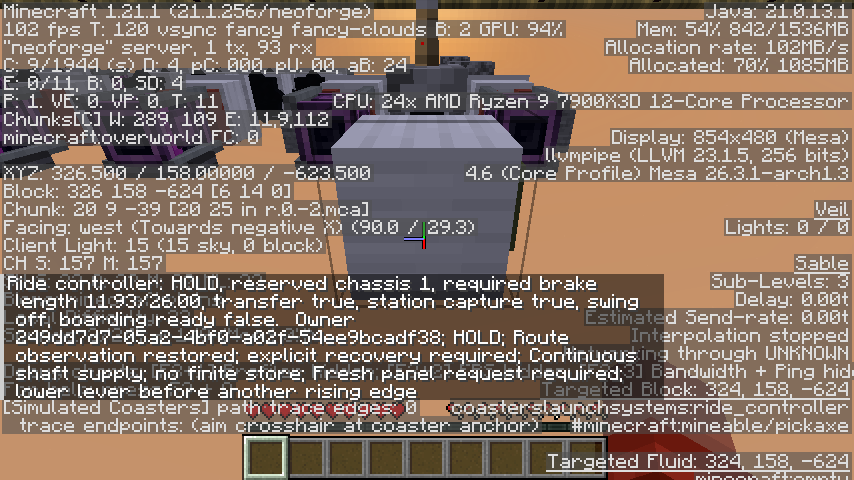 Minecraft 1.21.1 (21.1.256/neoforge)
Java: 21.0.13.1
102 fps T: 120 vsync fancy fancy-clouds B: 2 GPU: 94%
Mem: 54% 842/1536MB
"neoforge" server, 1 tx, 93 rx
Allocation rate: 102MB/s
C: 9/1944 (s) D: 4, pC: 000, pU: 00, aB: 24
Allocated: 70% 1085MB
E: 0/11, B: 0, SD: 4
P: 1. VE: 0. VF: 0 T: 11
CPU: 24x AMD Ryzen 9 7900X3D 12-Core Processor
Chunks[C] W: 289, 109 E: 11,9,112
minecraft:overworld FC: 0
Display: 854x480 (Mesa)
llvmpipe (LLVM 23.1.5, 256 bits)
XYZ: 326.500 / 158.00000 / -623.500
4.6 (Core Profile) Mesa 26.3.1-arch1.3
Block: 326 158 -624 [6 14 0]
Chunk: 20 9 -39 [20 25 in r.0.-2.mca]
Veil
Facing: west (Towards negative X) (90.0 / 29.3)
Lights: 0 / 0
Client Light: 15 (15 sky, 0 block)
CH S: 157 M: 157
Sable
Ride controller: HOLD, reserved chassis 1, required brake
Sub-Levels: 3
length 11.93/26.00, transfer true, station capture true, swing
Delay: 0.00t
off, boarding ready false. Owner
Estimated Send-rate: 0.00t
249dd7d7-05a2-4bf0-a02f-54ee9bcadf38; HOLD; Route
Interpolation stopped
observation restored; explicit recovery required; Continuous
through UNKNOWN
shaft supply; no finite store; Fresh panel request required;
Bandwidth + Ping
lower lever before another rising edge
Targeted Block: 324, 158, -624
[Simulated Coasters] path trace edges: 0
trace endpoints: (aim crosshair at coaster anchor)
#minecraft:mineable/pickaxe
Targeted Fluid: 324, 158, -624
minecraft:empty